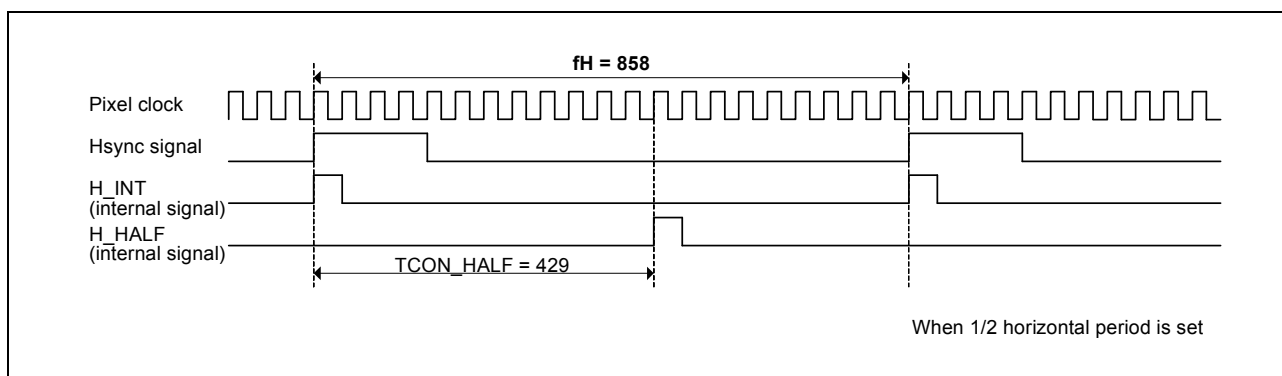 fH = 858
Pixel clock
Hsync signal
H_INT
(internal signal)
H_HALF
(internal signal)
TCON_HALF = 429
When 1/2 horizontal period is set